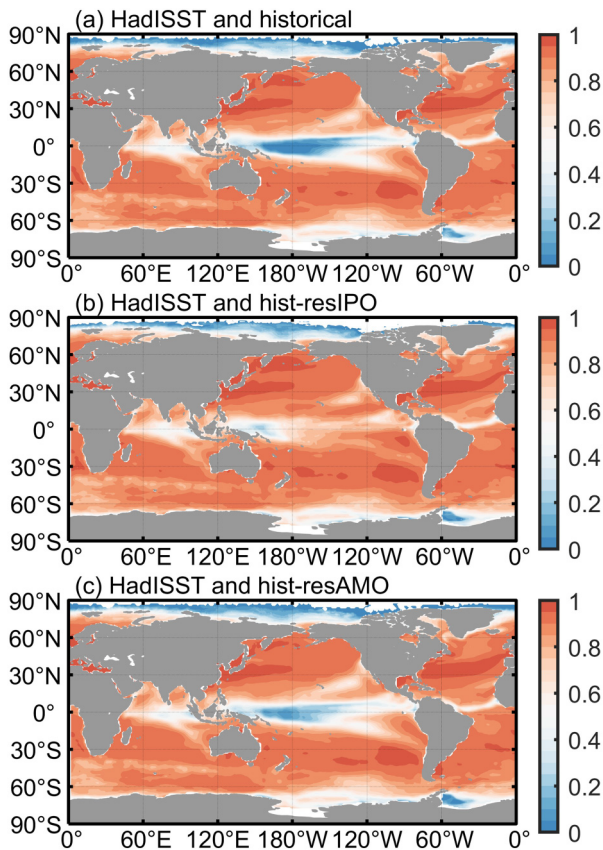 (a) HadISST and historical
90°N
60°N
30°N
0°
30°S
60°S
90°S
0° 60°E 120°E 180°W 120°W 60°W 0°
1
0.8
0.6
0.4
0.2
0
(b) HadISST and hist-resIPO
90°N
60°N
30°N
0°
30°S
60°S
90°S
0° 60°E 120°E 180°W 120°W 60°W 0°
1
0.8
0.6
0.4
0.2
0
(c) HadISST and hist-resAMO
90°N
60°N
30°N
0°
30°S
60°S
90°S
0° 60°E 120°E 180°W 120°W 60°W 0°
1
0.8
0.6
0.4
0.2
0